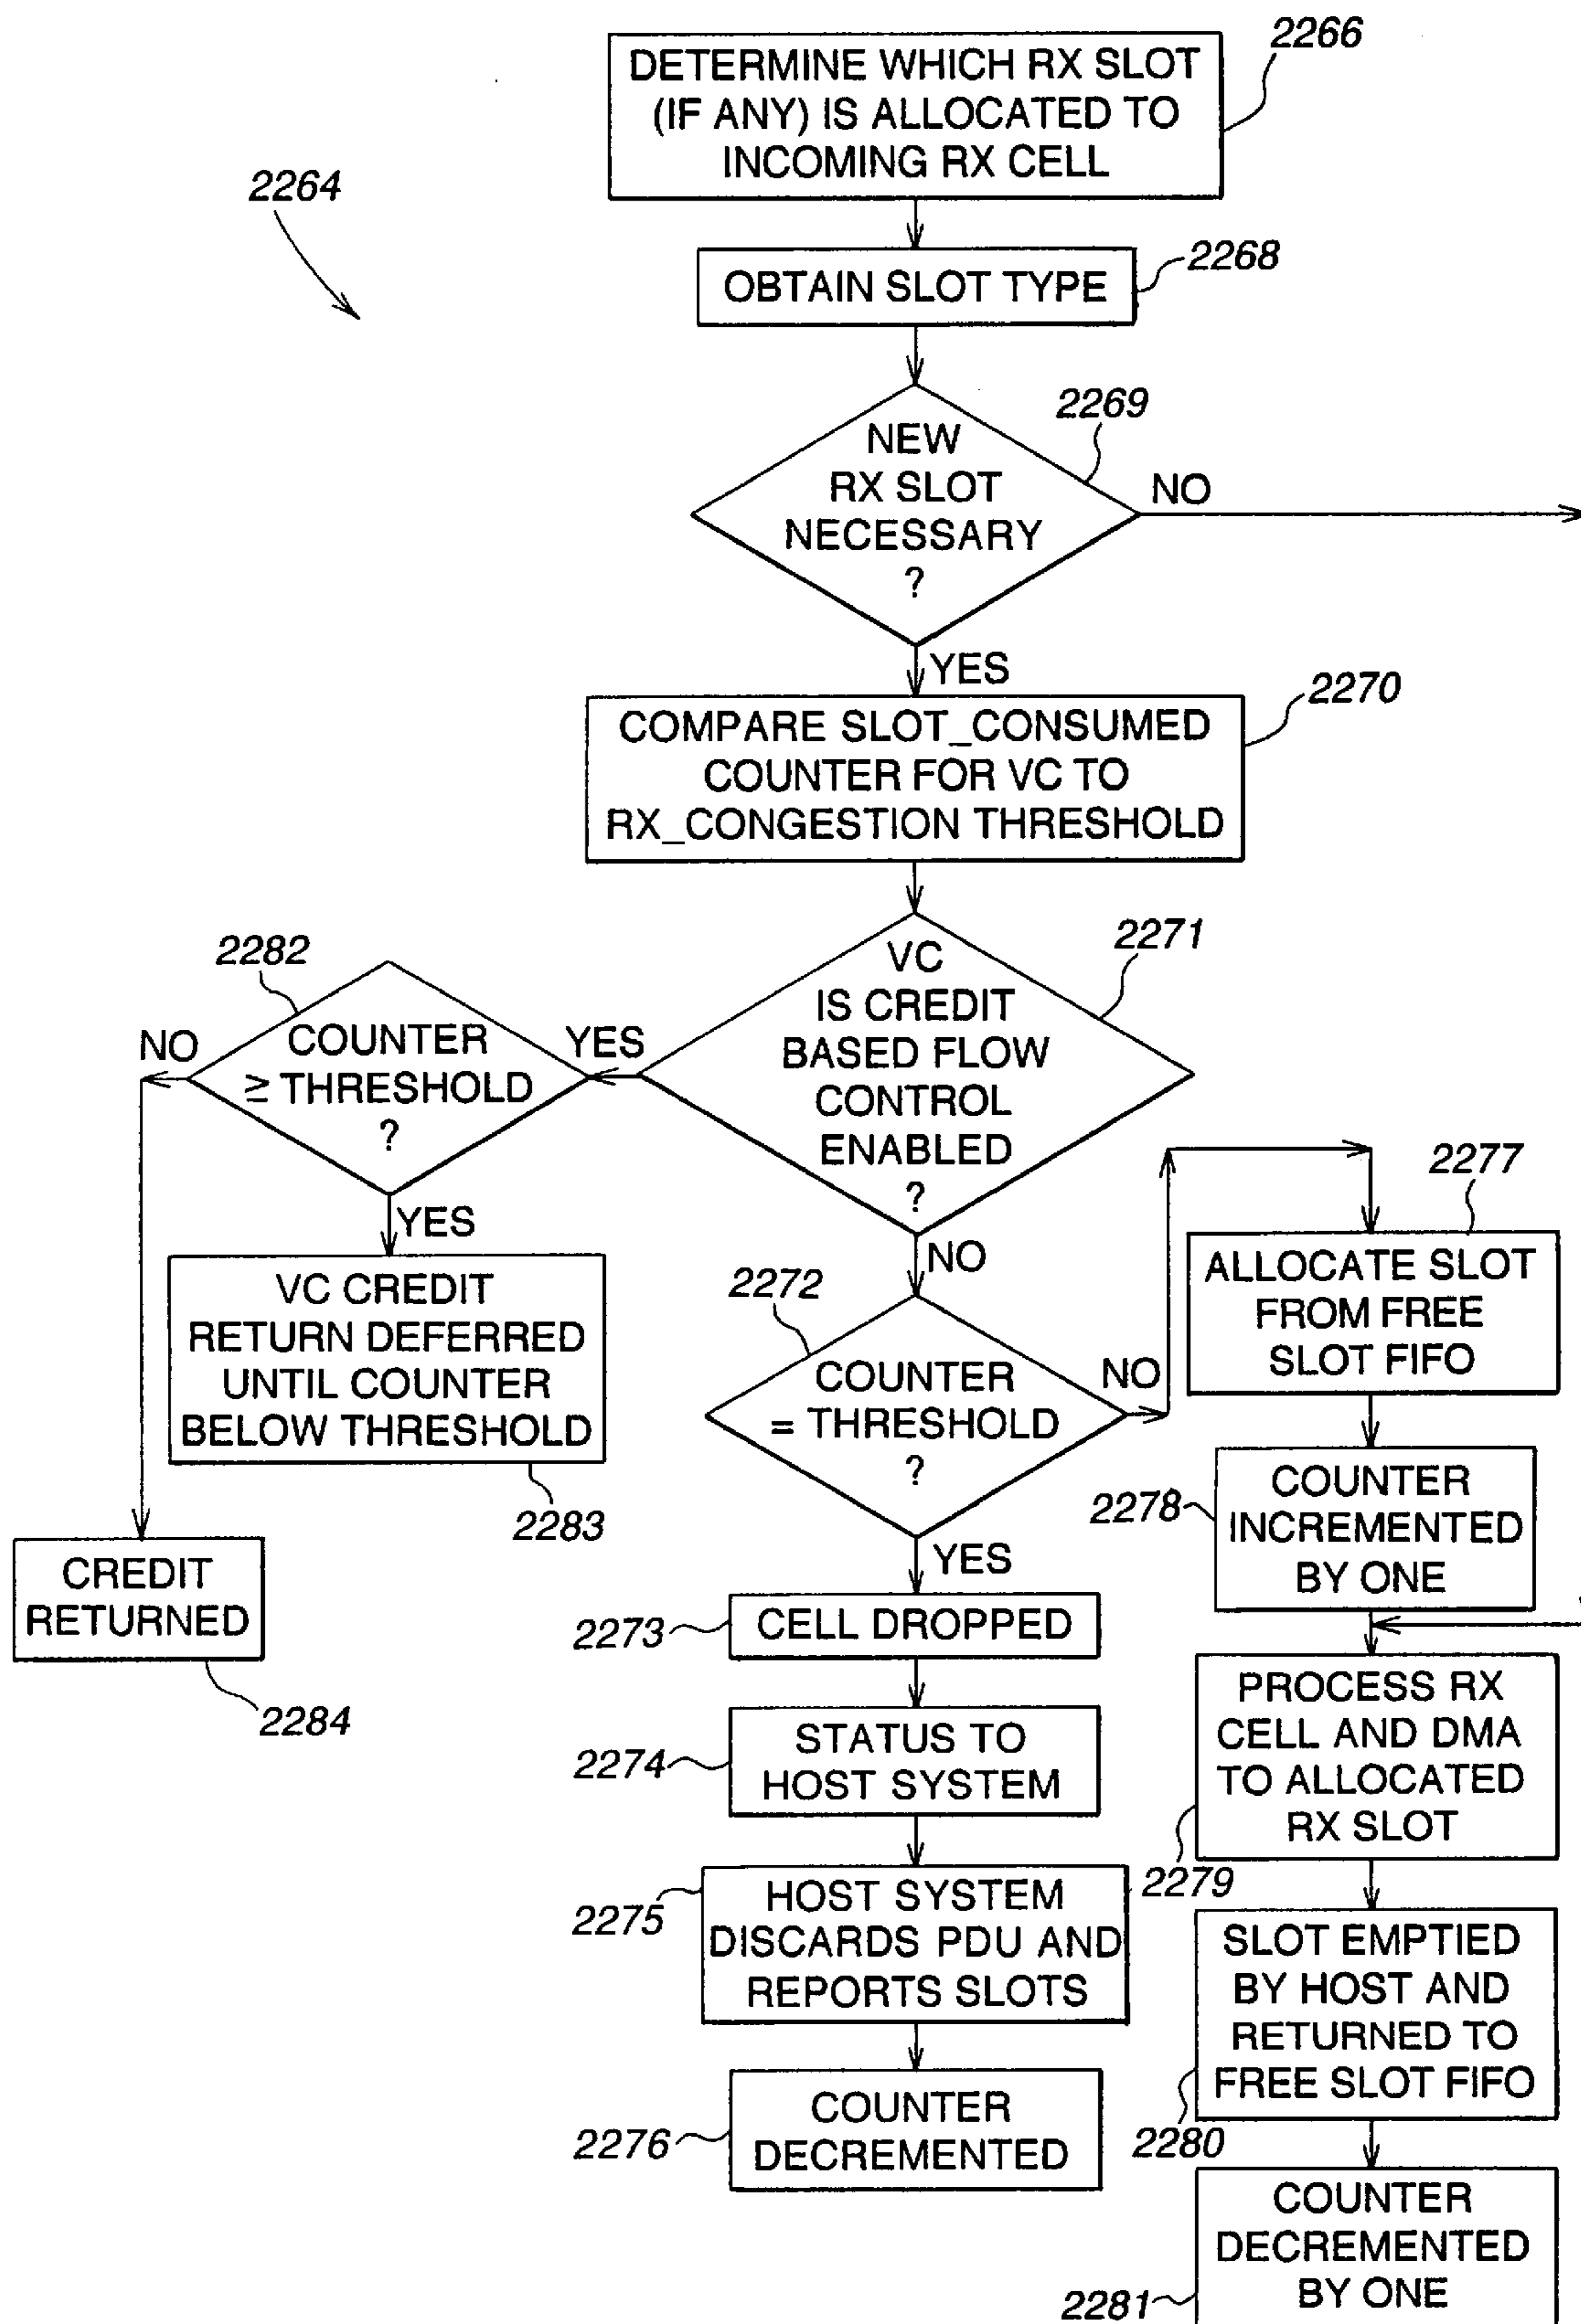 2266
DETERMINE WHICH RX SLOT
(IF ANY) IS ALLOCATED TO
INCOMING RX CELL
2264
2268
OBTAIN SLOT TYPE
2269
NEW
RX SLOT
NECESSARY
?
NO
YES
2270
COMPARE SLOT_CONSUMED
COUNTER FOR VC TO
RX_CONGESTION THRESHOLD
2271
VC
IS CREDIT
BASED FLOW
CONTROL
ENABLED
?
YES
NO
2282
COUNTER
≥ THRESHOLD
?
NO
YES
VC CREDIT
RETURN DEFERRED
UNTIL COUNTER
BELOW THRESHOLD
2283
CREDIT
RETURNED
2284
2272
COUNTER
= THRESHOLD
?
NO
YES
2273
CELL DROPPED
2274
STATUS TO
HOST SYSTEM
2275
HOST SYSTEM
DISCARDS PDU AND
REPORTS SLOTS
2276
COUNTER
DECREMENTED
2277
ALLOCATE SLOT
FROM FREE
SLOT FIFO
2278
COUNTER
INCREMENTED
BY ONE
PROCESS RX
CELL AND DMA
TO ALLOCATED
RX SLOT
2279
SLOT EMPTIED
BY HOST AND
RETURNED TO
FREE SLOT FIFO
2280
COUNTER
DECREMENTED
BY ONE
2281